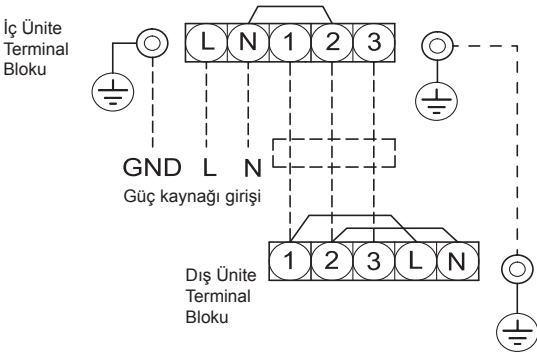 İç Ünite
Terminal
Bloku
L N 1 2 3
GND L N
Güç kaynağı girişi
1 2 3 L N
Dış Ünite
Terminal
Bloku